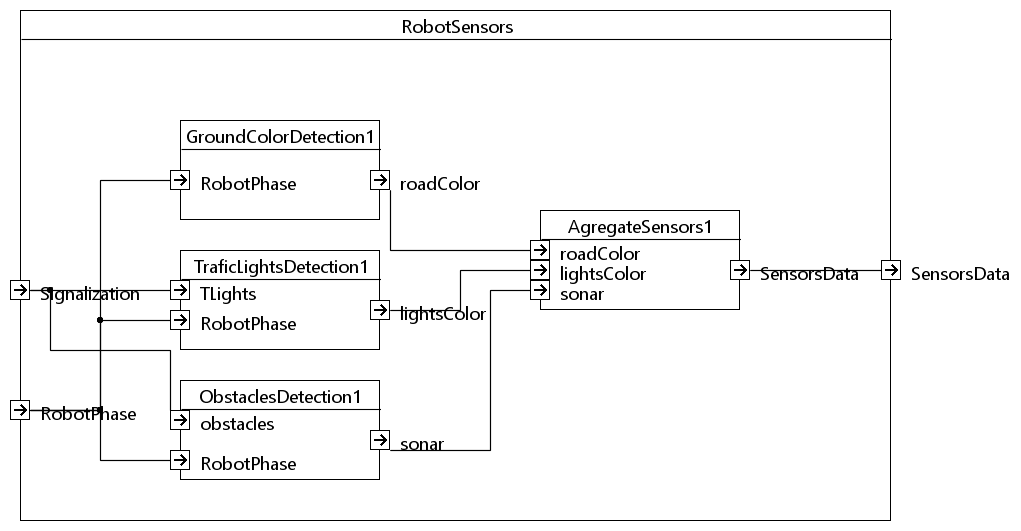 RobotSensors
GroundColorDetection1
RobotPhase
roadColor
AgregateSensors1
roadColor
lightsColor
sonar
SensorsData
SensorsData
TraficLightsDetection1
TLights
RobotPhase
lightsColor
Signalization
ObstaclesDetection1
obstacles
RobotPhase
sonar
RobotPhase